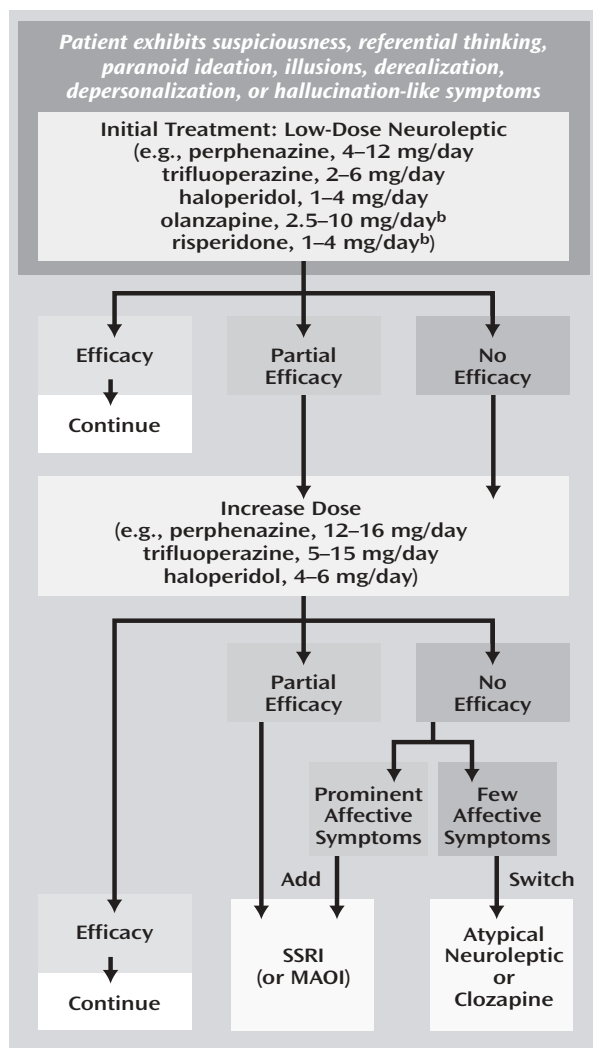 Patient exhibits suspiciousness, referential thinking,
paranoid ideation, illusions, derealization,
depersonalization, or hallucination-like symptoms
Initial Treatment: Low-Dose Neuroleptic
(e.g., perphenazine, 4–12 mg/day
trifluoperazine, 2–6 mg/day
haloperidol, 1–4 mg/day
olanzapine, 2.5–10 mg/dayᵇ
risperidone, 1–4 mg/dayᵇ)
Efficacy
Continue
Partial
Efficacy
No
Efficacy
Increase Dose
(e.g., perphenazine, 12–16 mg/day
trifluoperazine, 5–15 mg/day
haloperidol, 4–6 mg/day)
Partial
Efficacy
No
Efficacy
Prominent
Affective
Symptoms
Few
Affective
Symptoms
Add
Switch
Efficacy
Continue
SSRI
(or MAOI)
Atypical
Neuroleptic
or
Clozapine